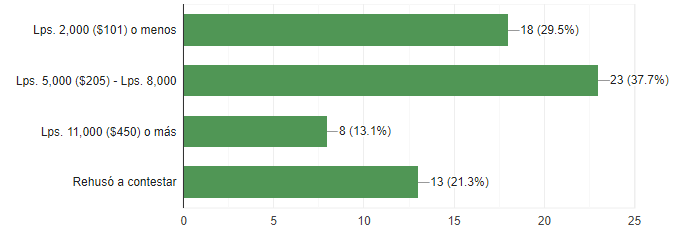 Lps. 2,000 ($101) o menos
18 (29.5%)
Lps. 5,000 ($205) - Lps. 8,000
23 (37.7%)
Lps. 11,000 ($450) o más
8 (13.1%)
Rehusó a contestar
13 (21.3%)
0 5 10 15 20 25